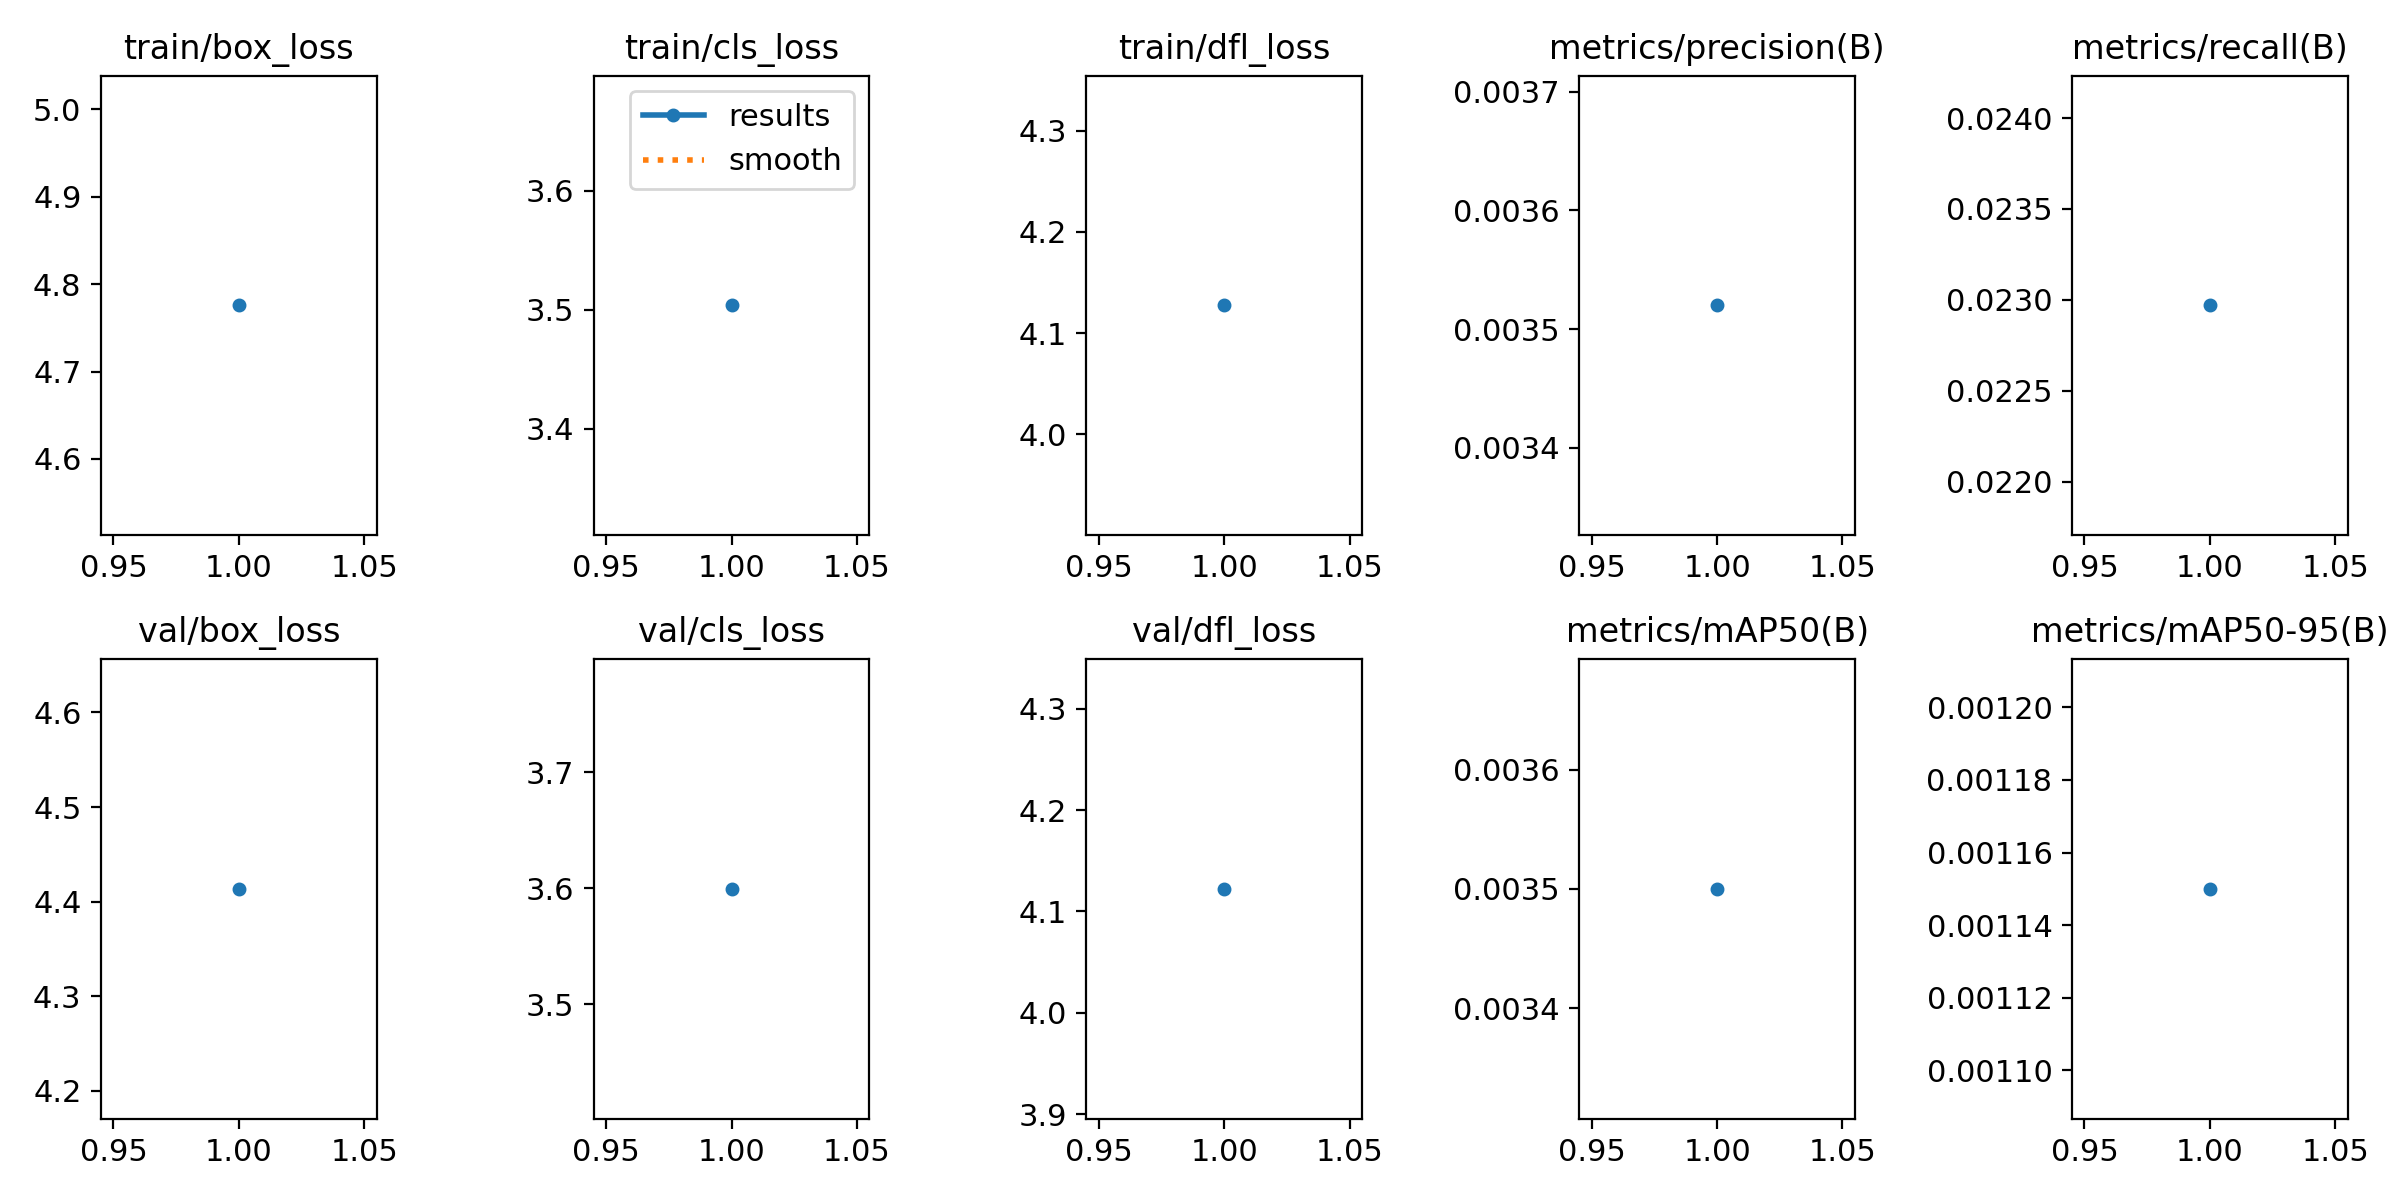 train/box_loss
5.0
4.9
4.8
4.7
4.6
0.95 1.00 1.05
train/cls_loss
results
smooth
3.6
3.5
3.4
0.95 1.00 1.05
train/dfl_loss
4.3
4.2
4.1
4.0
0.95 1.00 1.05
metrics/precision(B)
0.0037
0.0036
0.0035
0.0034
0.95 1.00 1.05
metrics/recall(B)
0.0240
0.0235
0.0230
0.0225
0.0220
0.95 1.00 1.05
val/box_loss
4.6
4.5
4.4
4.3
4.2
0.95 1.00 1.05
val/cls_loss
3.7
3.6
3.5
0.95 1.00 1.05
val/dfl_loss
4.3
4.2
4.1
4.0
3.9
0.95 1.00 1.05
metrics/mAP50(B)
0.0036
0.0035
0.0034
0.95 1.00 1.05
metrics/mAP50-95(B)
0.00120
0.00118
0.00116
0.00114
0.00112
0.00110
0.95 1.00 1.05